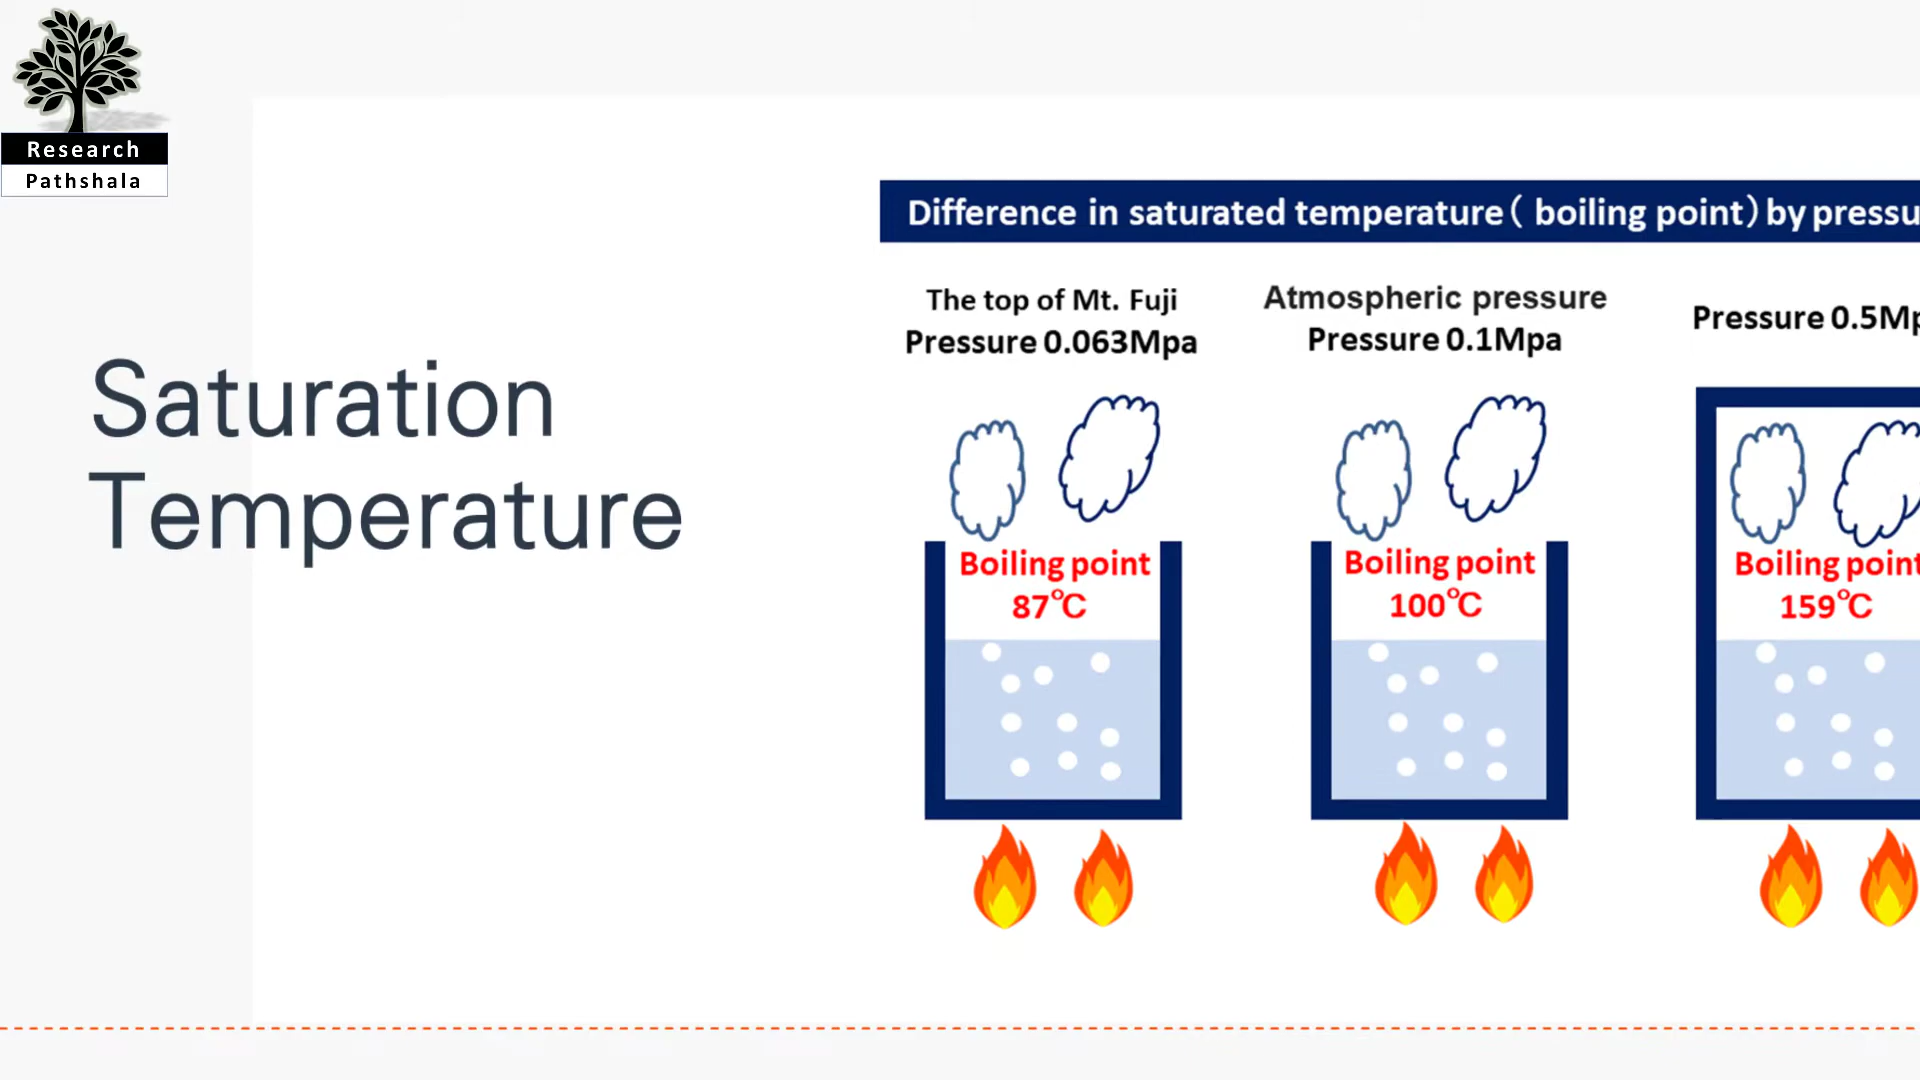 Research
Pathshala
Saturation
Temperature
Difference in saturated temperature( boiling point)by pressu
The top of Mt. Fuji
Pressure 0.063Mpa
Atmospheric pressure
Pressure 0.1Mpa
Pressure 0.5Mp
Boiling point
87℃
Boiling point
100℃
Boiling point
159℃